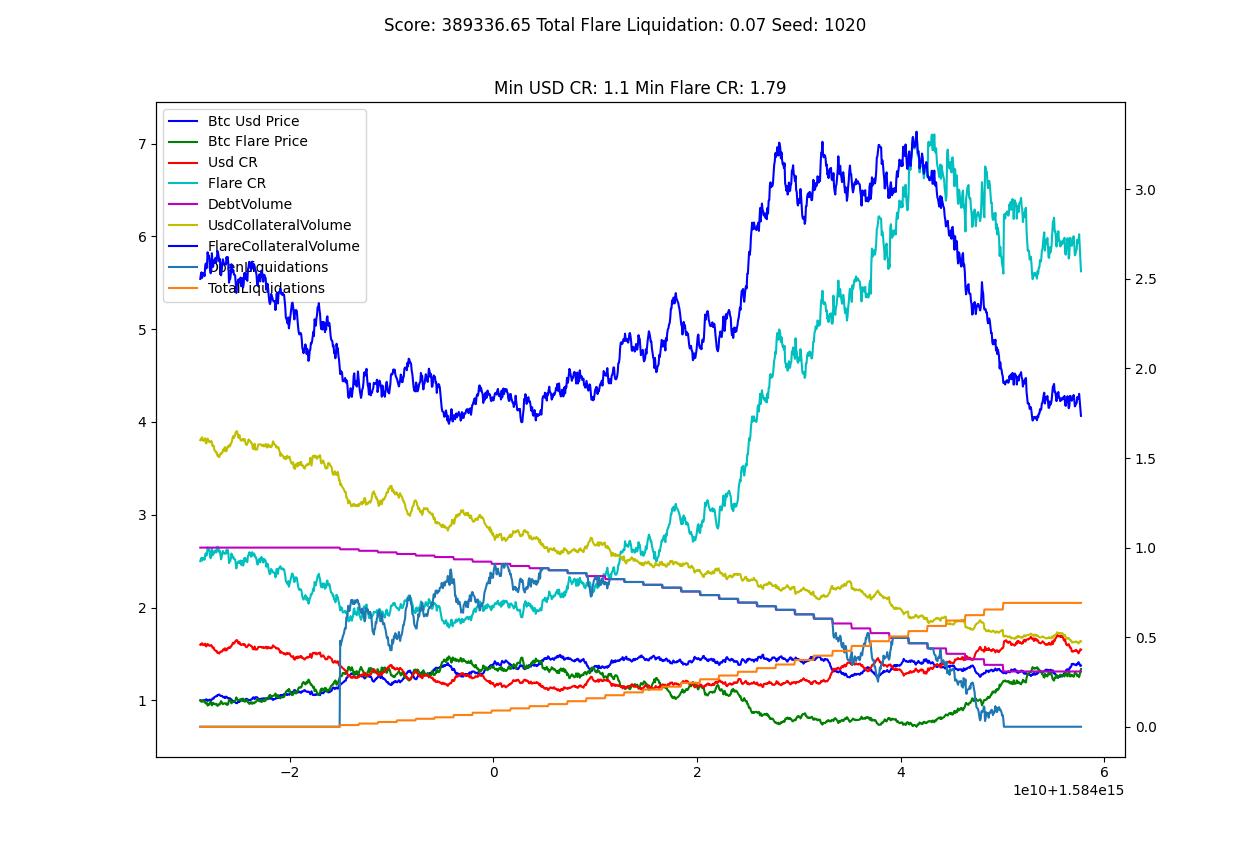 Score: 389336.65 Total Flare Liquidation: 0.07 Seed: 1020
Min USD CR: 1.1 Min Flare CR: 1.79
Btc Usd Price
Btc Flare Price
Usd CR
Flare CR
DebtVolume
UsdCollateralVolume
FlareCollateralVolume
OpenLiquidations
TotalLiquidations
7
6
5
4
3
2
1
3.0
2.5
2.0
1.5
1.0
0.5
0.0
−2 0 2 4 6
1e10+1.584e15